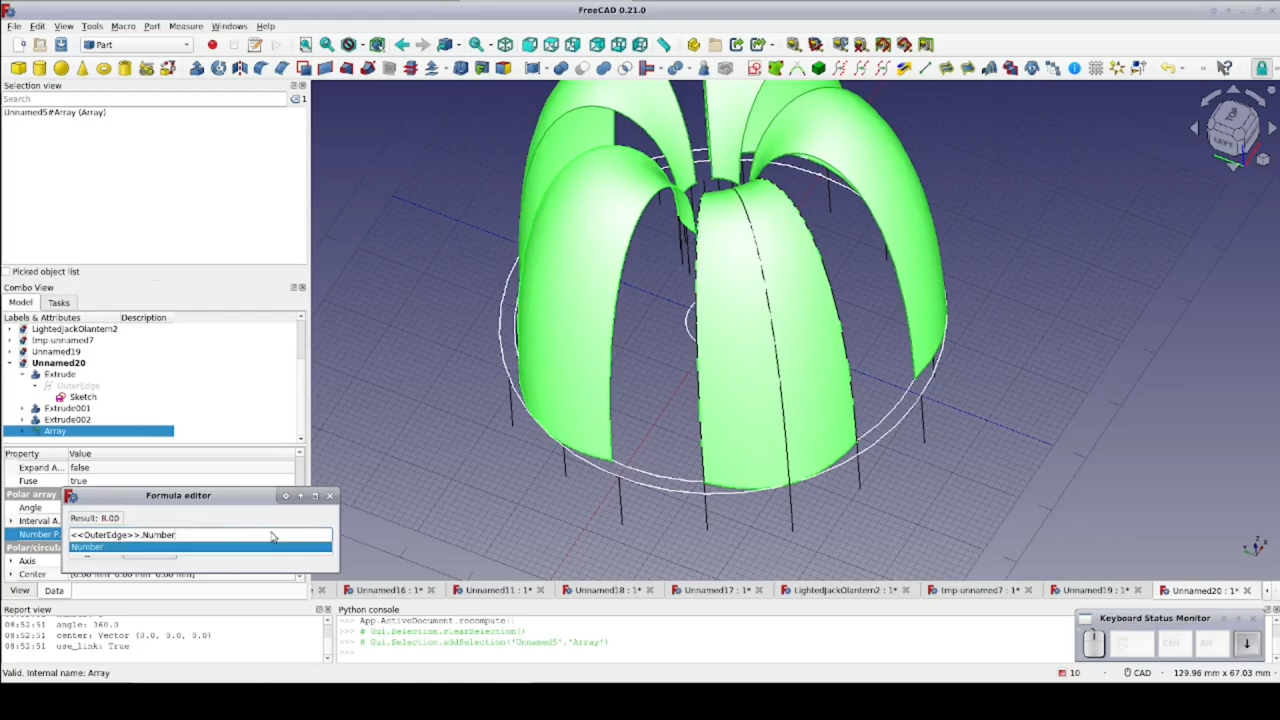 FreeCAD 0.21.0
File Edit View Tools Macro Part Measure Windows Help
Part
Selection view
Search
1
Unnamed5#Array (Array)
Picked object list
Combo View
Model Tasks
Labels & Attributes Description
LightedJackOlantern2
tmp-unnamed7
Unnamed19
Unnamed20
Extrude
OuterEdge
Sketch
Extrude001
Extrude002
Array
Property Value
Expand A... false
Fuse true
Polar array
Formula editor
Angle
Result: 8.00
Interval A.
Number P.
<<OuterEdge>>.Number
Number
Axis
Center
View Data
TOP
LEFT
Unnamed16 : 1*
Unnamed11 : 1*
Unnamed18 : 1*
Unnamed17 : 1*
LightedJackOlantern2 : 1*
tmp-unnamed7 : 1*
Unnamed19 : 1*
Unnamed20 : 1*
Report view
08:52:51 angle: 360.0
08:52:51 center: Vector (0.0, 0.0, 0.0)
08:52:51 use_link: True
Python console
>>> App.ActiveDocument.recompute()
>>> # Gui.Selection.clearSelection()
>>> # Gui.Selection.addSelection('Unnamed5','Array')
>>>
Keyboard Status Monitor
Ctrl Alt
Valid. Internal name: Array
10 CAD 129.96 mm x 67.03 mm